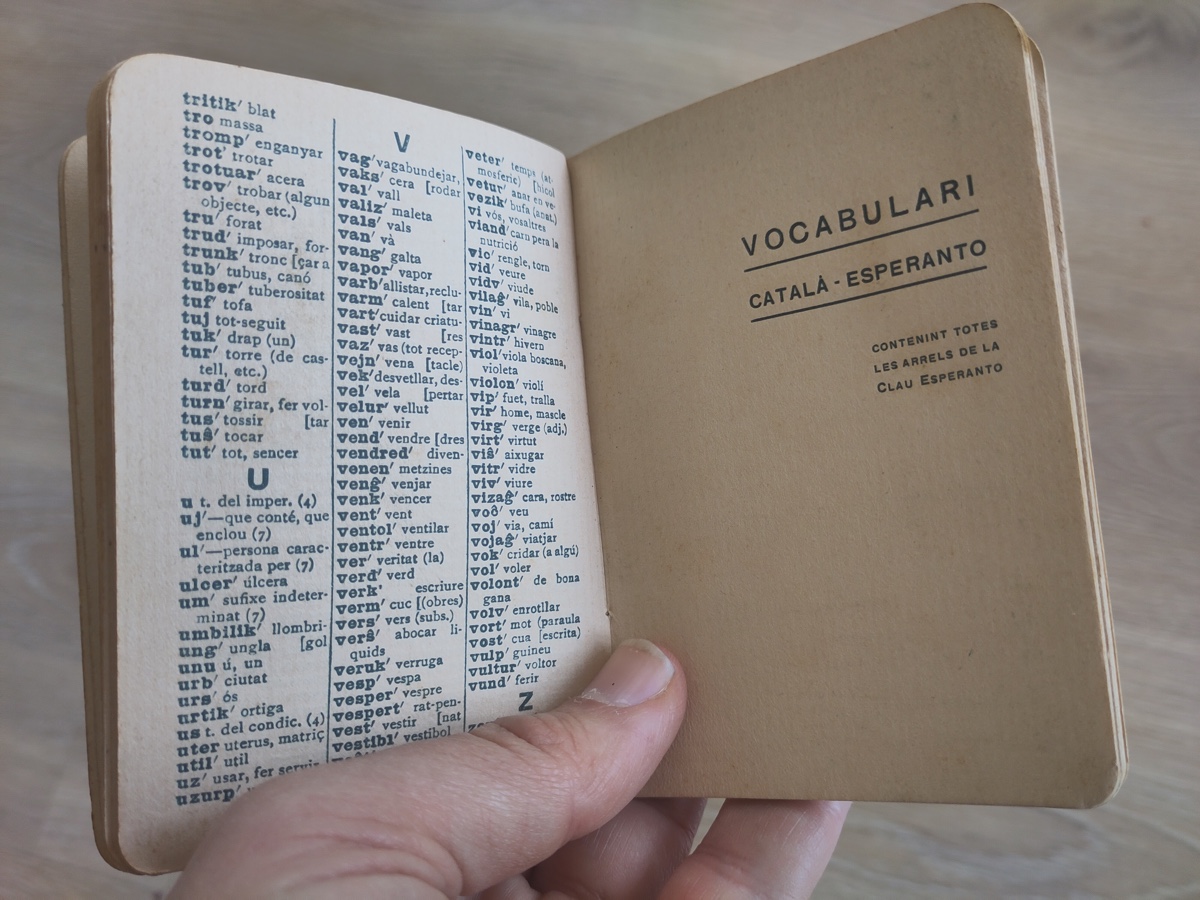 tritik′ blat
tro massa
tromp′ enganyar
trot′ trotar
trotuar′ acera
trov′ trobar (algun
objecte, etc.)
tru′ forat
trud′ imposar, for-
trunk′ tronc [çar a
tub′ tubus, canó
tuber′ tuberositat
tuf′ tofa
tuj tot-seguit
tuk′ drap (un)
tur′ torre (de cas-
tell, etc.)
turd′ tord
turn′ girar, fer vol-
tus′ tossir [tar
tuŝ′ tocar
tut′ tot, sencer
U
u t. del imper. (4)
uj′—que conté, que
enclou (7)
ul′—persona carac-
teritzada per (7)
ulcer′ úlcera
um′ sufixe indeter-
minat (7)
umbilik′ llombri-
ung′ ungla [gol
unu ú, un
urb′ ciutat
urs′ ós
urtik′ ortiga
us t. del condic. (4)
uter uterus, matriç
util′ util
uz′ usar, fer servir
uzurp′
V
vag′ vagabundejar,
vaks′ cera [rodar
val′ vall
valiz′ maleta
vals′ vals
van′ và
vang′ galta
vapor′ vapor
varb′ allistar, reclu-
varm′ calent [tar
vart′ cuidar criatu-
vast′ vast [res
vaz′ vas (tot recep-
vejn′ vena [tacle)
vek′ desvetllar, des-
vel′ vela [pertar
velur′ vellut
ven′ venir
vend′ vendre [dres
vendred′ diven-
venen′ metzines
venĝ′ venjar
venk′ vencer
vent′ vent
ventol′ ventilar
ventr′ ventre
ver′ veritat (la)
verd′ verd
verk′ escriure
verm′ cuc [(obres)
vers′ vers (subs.)
verŝ′ abocar li-
quids
veruk′ verruga
vesp′ vespa
vesper′ vespre
vespert′ rat-pen-
vest′ vestir [nat
vestibl′ vestíbol
veter′ temps (at-
mosferic) [bicol
vetur′ anar en ve-
vezik′ bufa (anat.)
vi vós, vosaltres
viand′ carn pera la
nutrició
vic′ rengle, torn
vid′ veure
vidv′ viude
vilaĝ′ vila, poble
vin′ vi
vinagr′ vinagre
vintr′ hivern
viol′ viola boscana,
violeta
violon′ violí
vip′ fuet, tralla
vir′ home, mascle
virg′ verge (adj.)
virt′ virtut
viŝ′ aixugar
vitr′ vidre
viv′ viure
vizaĝ′ cara, rostre
voĉ′ veu
voj′ via, camí
vojaĝ′ viatjar
vok′ cridar (a algú)
vol′ voler
volont′ de bona
gana
volv′ enrotllar
vort′ mot (paraula
vost′ cua [escrita)
vulp′ guineu
vultur′ voltor
vund′ ferir
Z
VOCABULARI
CATALÀ - ESPERANTO
CONTENINT TOTES
LES ARRELS DE LA
CLAU ESPERANTO